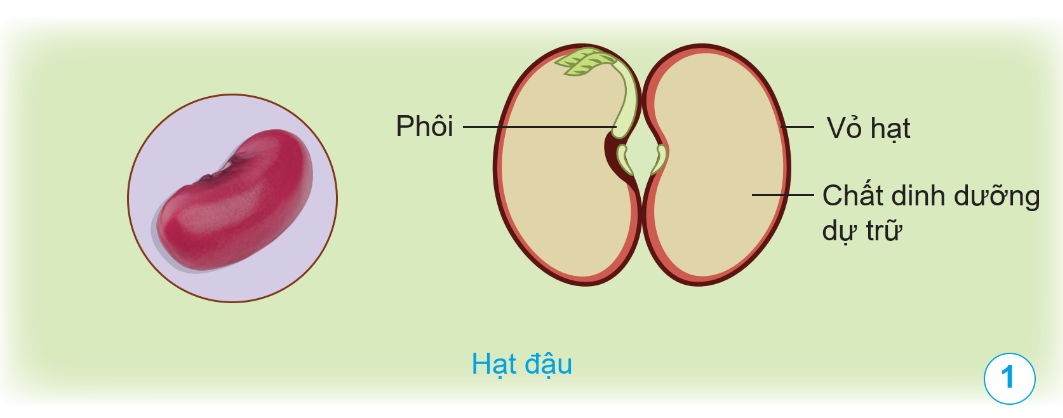 Phôi
Vỏ hạt
Chất dinh dưỡng
dự trữ
Hạt đậu
1